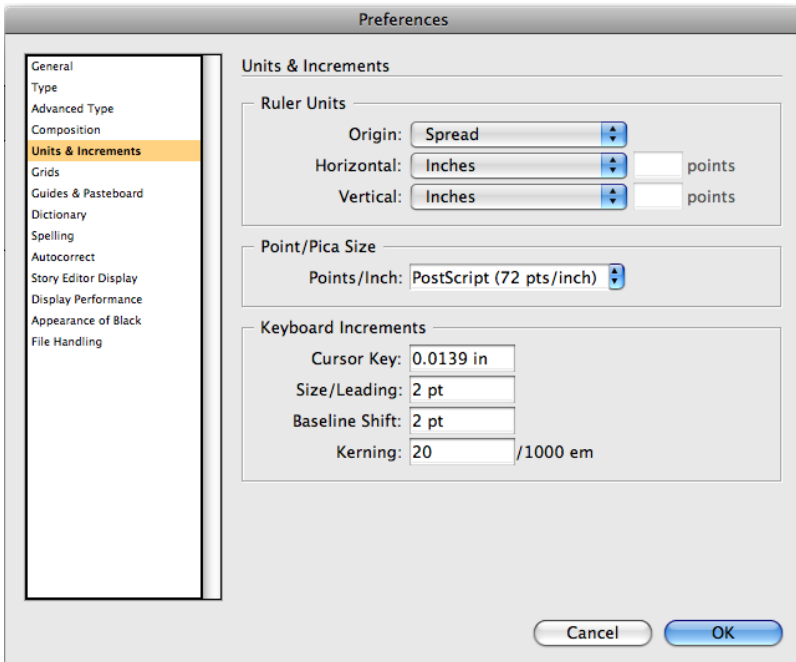 Preferences
General
Type
Advanced Type
Composition
Units & Increments
Grids
Guides & Pasteboard
Dictionary
Spelling
Autocorrect
Story Editor Display
Display Performance
Appearance of Black
File Handling
Units & Increments
Ruler Units
Origin: Spread
Horizontal: Inches points
Vertical: Inches points
Point/Pica Size
Points/Inch: PostScript (72 pts/inch)
Keyboard Increments
Cursor Key: 0.0139 in
Size/Leading: 2 pt
Baseline Shift: 2 pt
Kerning: 20 /1000 em
Cancel OK